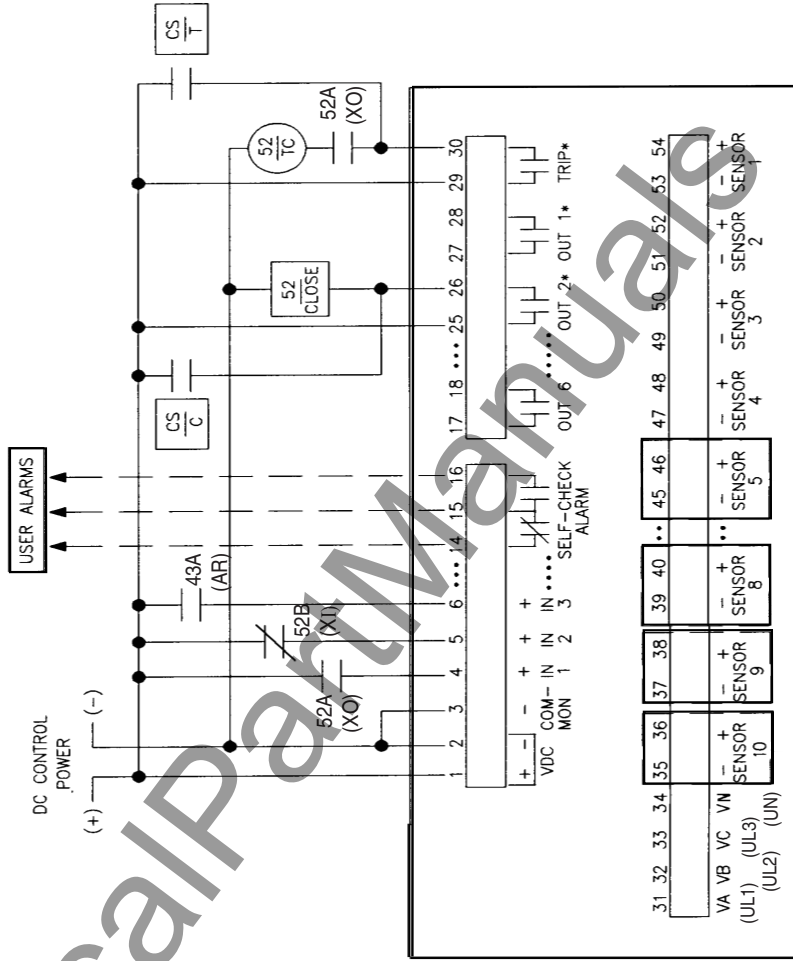 CS
T
52A
(XO)
52
TC
52
CLOSE
CS
C
USER ALARMS
43A
(AR)
52B
(XI)
52A
(XO)
DC CONTROL
POWER
(+)
(-)
1 2 3 4 5 6 •••• 14 15 16
17 18 •••• 25 26 27 28 29 30
+ - - + + +
VDC COM- IN IN IN
MON 1 2 3
•••••
SELF-CHECK
ALARM
OUT 6 •••••• OUT 2* OUT 1* TRIP*
31 32 33 34 35 36 37 38 39 40 •• 45 46 47 48 49 50 51 52 53 54
VA VB VC VN
(UL1) (UL3)
(UL2) (UN)
- +
SENSOR
10
- +
SENSOR
9
- +
SENSOR
8
••
- +
SENSOR
5
- +
SENSOR
4
- +
SENSOR
3
- +
SENSOR
2
- +
SENSOR
1
calPartManuals